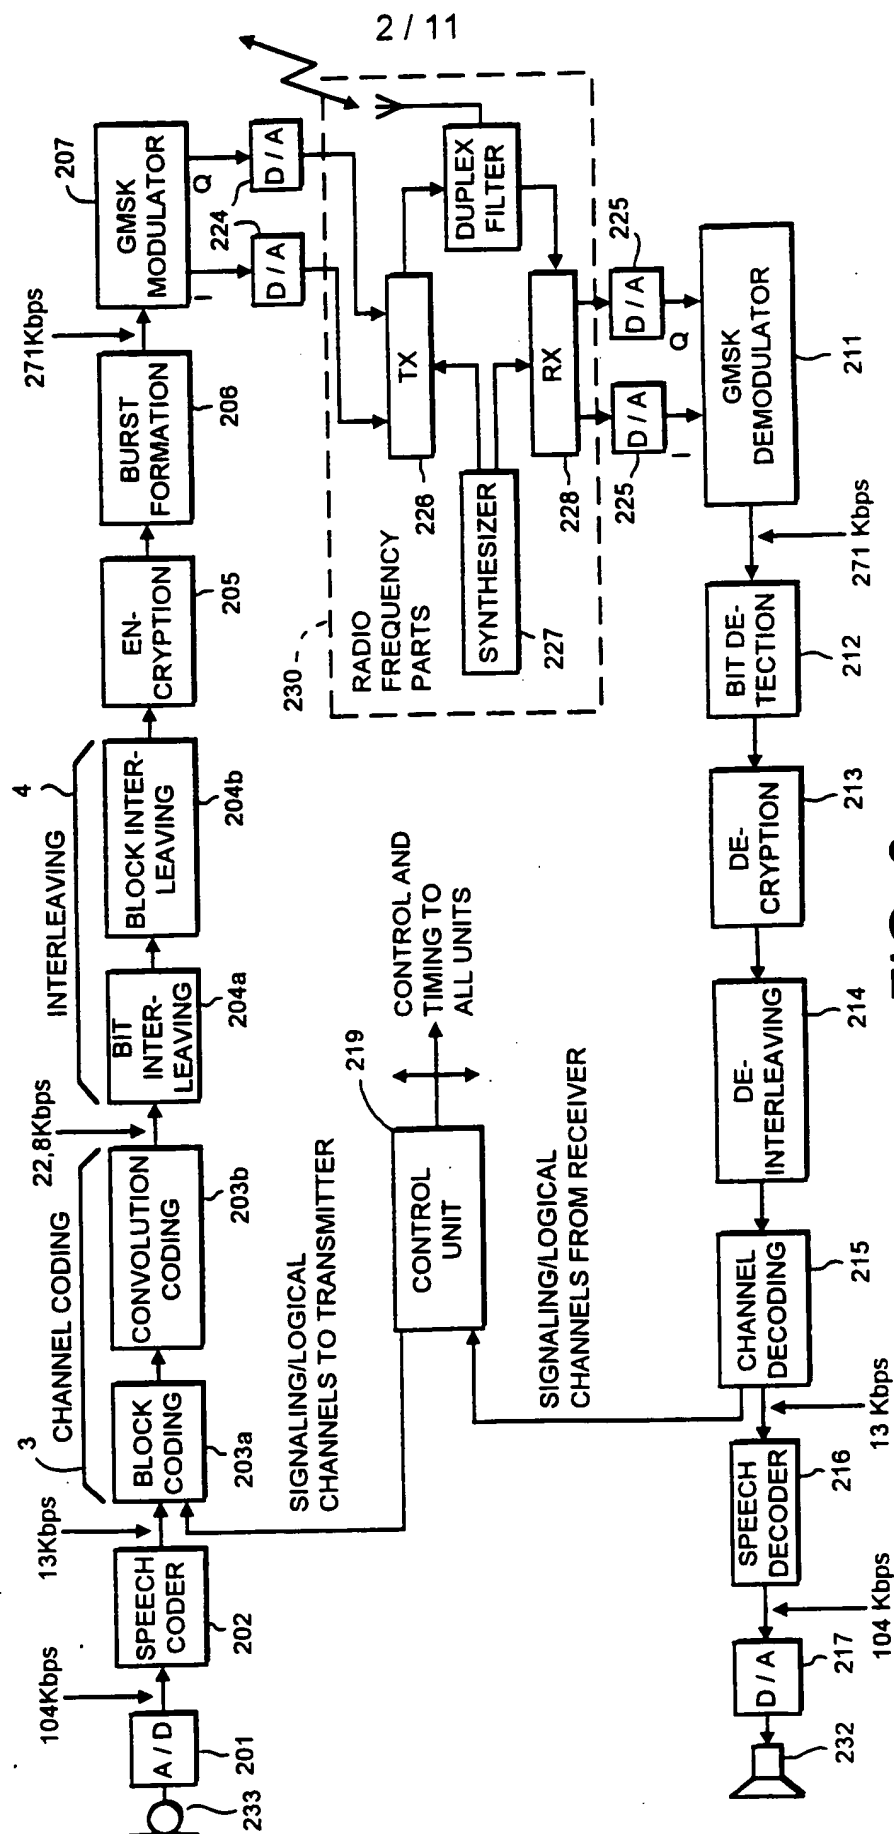 2 / 11
233
A / D
201
104Kbps
SPEECH
CODER
202
13Kbps
3
CHANNEL CODING
BLOCK
CODING
203a
CONVOLUTION
CODING
203b
22,8Kbps
4
INTERLEAVING
BIT
INTER-
LEAVING
204a
BLOCK INTER-
LEAVING
204b
EN-
CRYPTION
205
BURST
FORMATION
206
271Kbps
GMSK
MODULATOR
207
I
Q
D / A
D / A
224
230
RADIO
FREQUENCY
PARTS
TX
226
DUPLEX
FILTER
SYNTHESIZER
227
RX
228
SIGNALING/LOGICAL
CHANNELS TO TRANSMITTER
CONTROL
UNIT
219
CONTROL AND
TIMING TO
ALL UNITS
SIGNALING/LOGICAL
CHANNELS FROM RECEIVER
D / A
225
D / A
225
I
Q
GMSK
DEMODULATOR
211
271 Kbps
BIT DE-
TECTION
212
DE-
CRYPTION
213
DE-
INTERLEAVING
214
CHANNEL
DECODING
215
13 Kbps
SPEECH
DECODER
216
104 Kbps
D / A
217
232